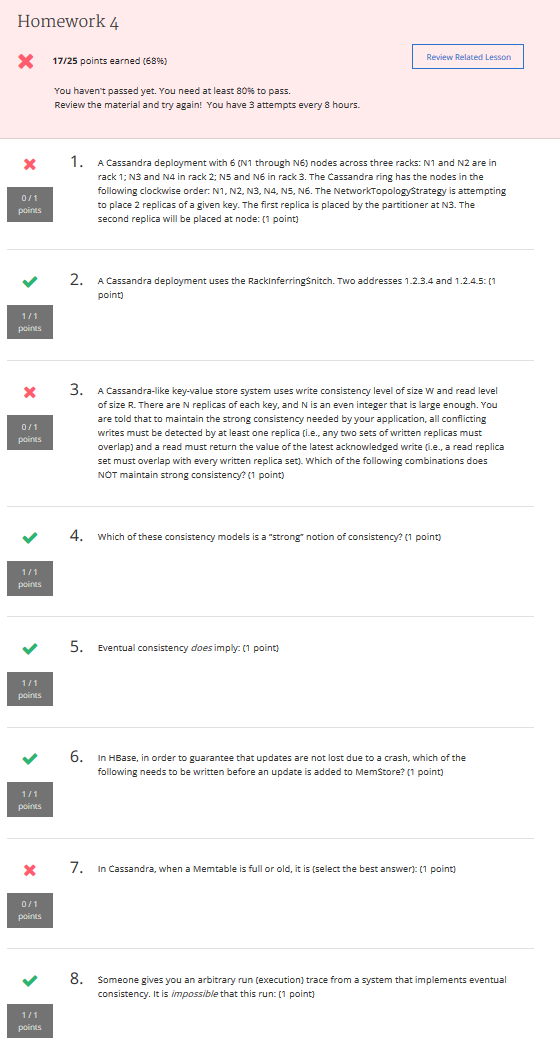 Homework 4
17/25 points earned (68%)
Review Related Lesson
You haven't passed yet. You need at least 80% to pass.
Review the material and try again! You have 3 attempts every 8 hours.
0 / 1
points
1. A Cassandra deployment with 6 (N1 through N6) nodes across three racks: N1 and N2 are in
rack 1; N3 and N4 in rack 2; N5 and N6 in rack 3. The Cassandra ring has the nodes in the
following clockwise order: N1, N2, N3, N4, N5, N6. The NetworkTopologyStrategy is attempting
to place 2 replicas of a given key. The first replica is placed by the partitioner at N3. The
second replica will be placed at node: (1 point)
1 / 1
points
2. A Cassandra deployment uses the RackInferringSnitch. Two addresses 1.2.3.4 and 1.2.4.5: (1
point)
0 / 1
points
3. A Cassandra-like key-value store system uses write consistency level of size W and read level
of size R. There are N replicas of each key, and N is an even integer that is large enough. You
are told that to maintain the strong consistency needed by your application, all conflicting
writes must be detected by at least one replica (i.e., any two sets of written replicas must
overlap) and a read must return the value of the latest acknowledged write (i.e., a read replica
set must overlap with every written replica set). Which of the following combinations does
NOT maintain strong consistency? (1 point)
1 / 1
points
4. Which of these consistency models is a “strong” notion of consistency? (1 point)
1 / 1
points
5. Eventual consistency does imply: (1 point)
1 / 1
points
6. In HBase, in order to guarantee that updates are not lost due to a crash, which of the
following needs to be written before an update is added to MemStore? (1 point)
0 / 1
points
7. In Cassandra, when a Memtable is full or old, it is (select the best answer): (1 point)
1 / 1
points
8. Someone gives you an arbitrary run (execution) trace from a system that implements eventual
consistency. It is impossible that this run: (1 point)